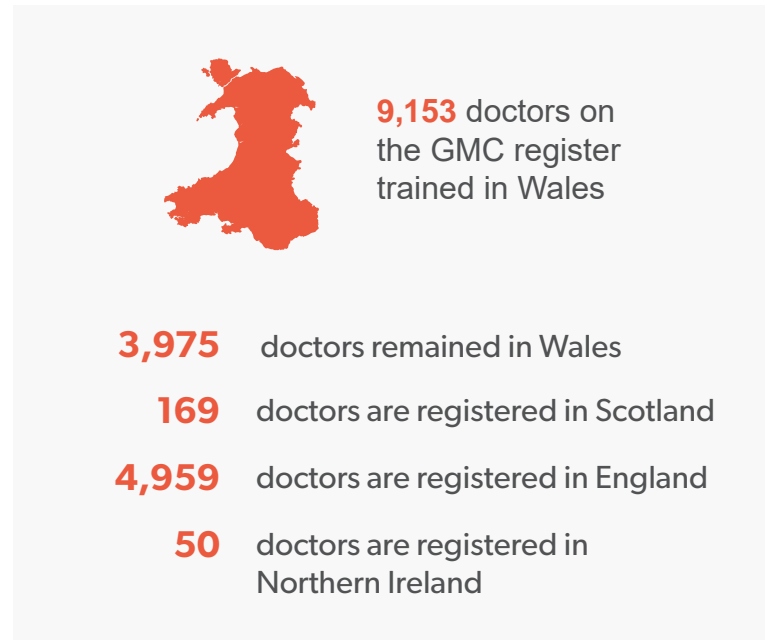 9,153 doctors on
the GMC register
trained in Wales
3,975 doctors remained in Wales
169 doctors are registered in Scotland
4,959 doctors are registered in England
50 doctors are registered in
Northern Ireland